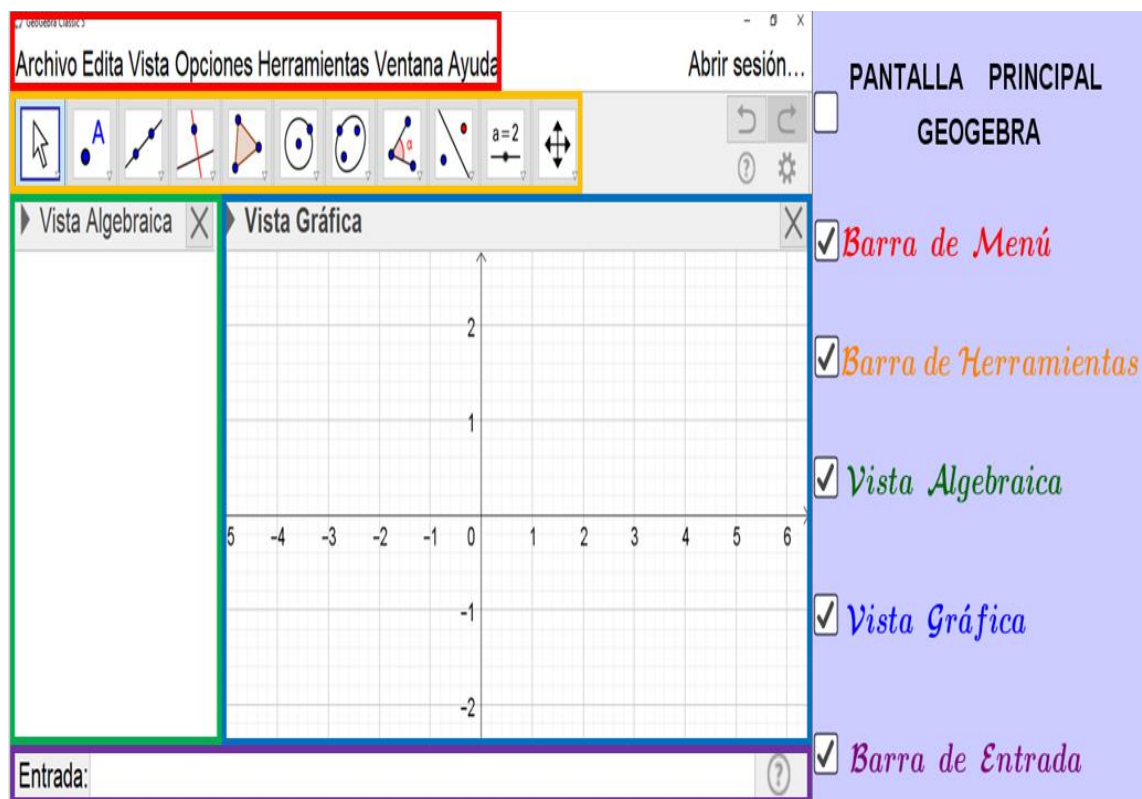 GeoGebra Classic 5
Archivo Edita Vista Opciones Herramientas Ventana Ayuda
Abrir sesión...
A
α
a=2
Vista Algebraica
Vista Gráfica
2
1
5 -4 -3 -2 -1 0 1 2 3 4 5 6
-1
-2
Entrada:
PANTALLA PRINCIPAL
GEOGEBRA
Barra de Menú
Barra de Herramientas
Vista Algebraica
Vista Gráfica
Barra de Entrada